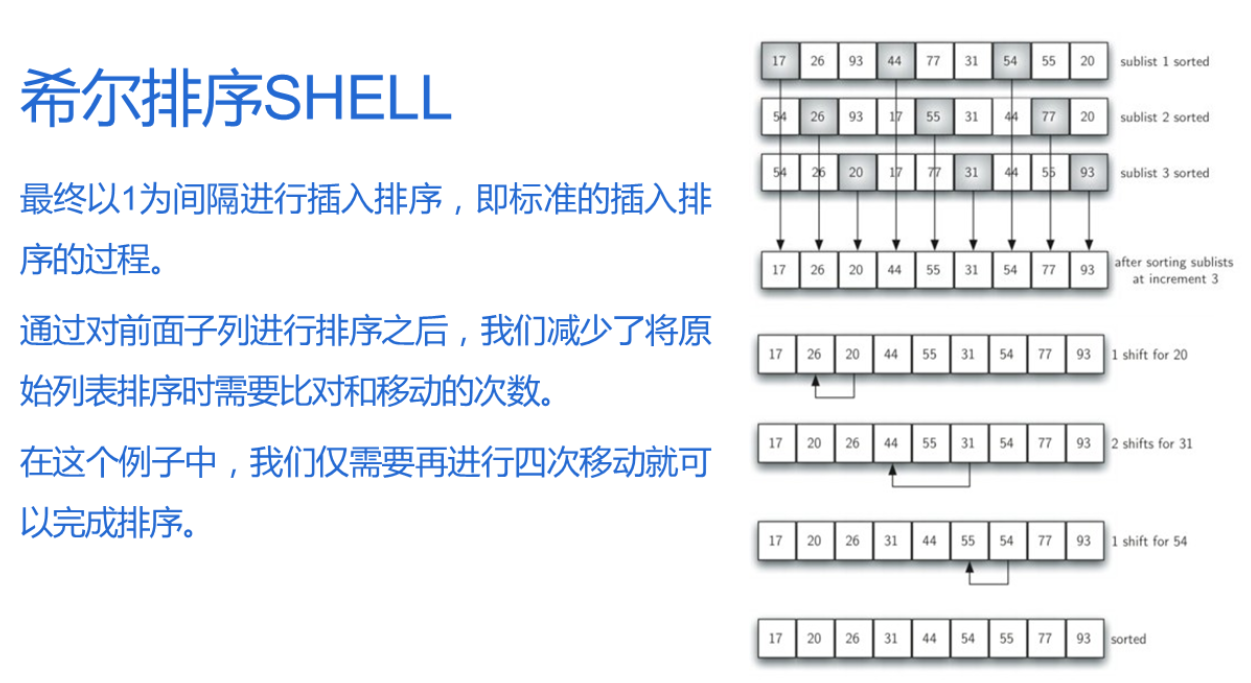 希尔排序SHELL
最终以1为间隔进行插入排序，即标准的插入排
序的过程。
通过对前面子列进行排序之后，我们减少了将原
始列表排序时需要比对和移动的次数。
在这个例子中，我们仅需要再进行四次移动就可
以完成排序。
17 26 93 44 77 31 54 55 20 sublist 1 sorted
54 26 93 17 55 31 44 77 20 sublist 2 sorted
54 26 20 17 77 31 44 55 93 sublist 3 sorted
17 26 20 44 55 31 54 77 93 after sorting sublists
at increment 3
17 26 20 44 55 31 54 77 93 1 shift for 20
17 20 26 44 55 31 54 77 93 2 shifts for 31
17 20 26 31 44 55 54 77 93 1 shift for 54
17 20 26 31 44 54 55 77 93 sorted